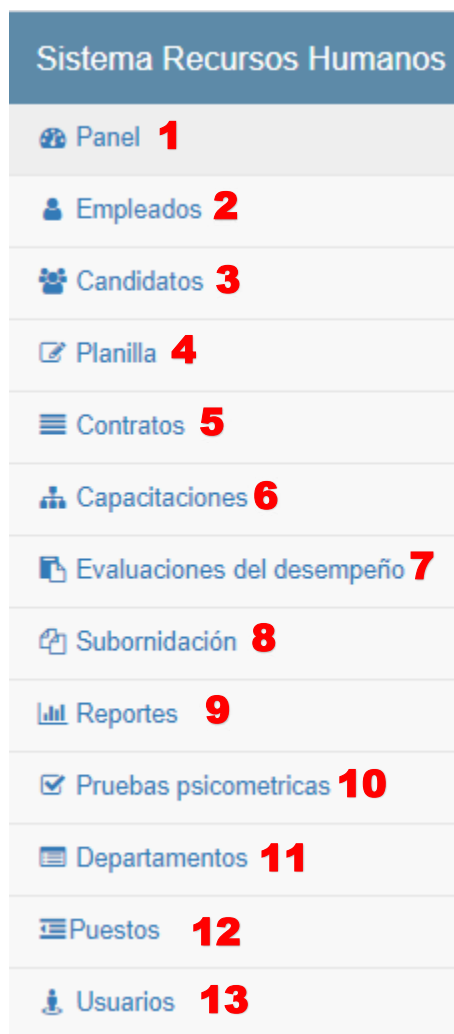 Sistema Recursos Humanos
Panel 1
Empleados 2
Candidatos 3
Planilla 4
Contratos 5
Capacitaciones 6
Evaluaciones del desempeño 7
Subornidación 8
Reportes 9
Pruebas psicometricas 10
Departamentos 11
Puestos 12
Usuarios 13